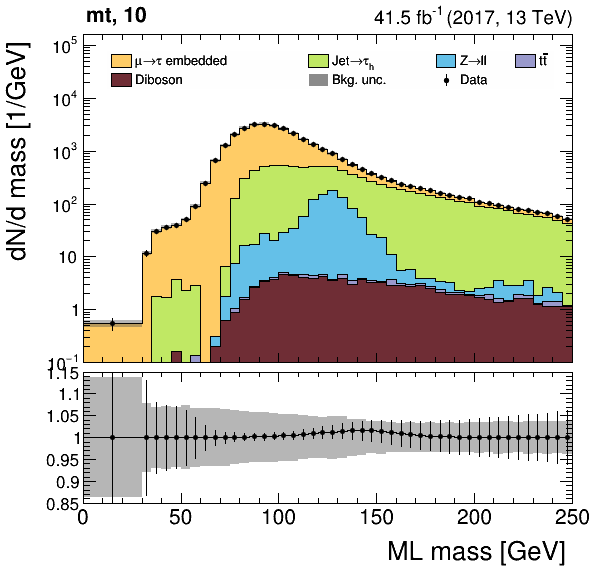 mt, 10 41.5 fb⁻¹ (2017, 13 TeV)
dN/d mass [1/GeV]
10⁵
10⁴
10³
10²
10
1
10⁻¹
μ→τ embedded Jet→τₕ Z→ll tt̄
Diboson Bkg. unc. Data
1.15
1.1
1.05
1
0.95
0.9
0.85
0 50 100 150 200 250
ML mass [GeV]